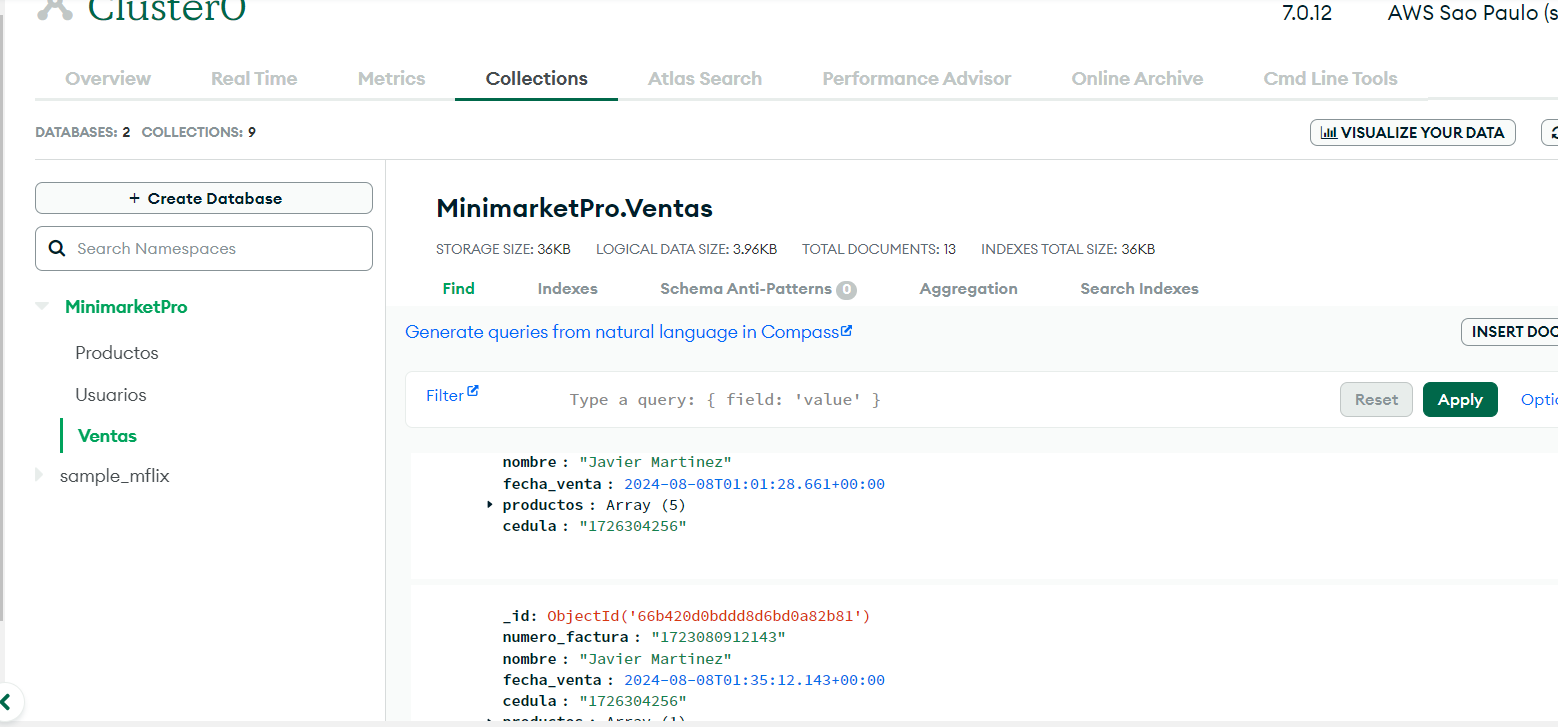 Cluster0
7.0.12 AWS Sao Paulo (s
Overview Real Time Metrics Collections Atlas Search Performance Advisor Online Archive Cmd Line Tools
DATABASES: 2 COLLECTIONS: 9
VISUALIZE YOUR DATA
+ Create Database
Search Namespaces
MinimarketPro
Productos
Usuarios
Ventas
sample_mflix
MinimarketPro.Ventas
STORAGE SIZE: 36KB LOGICAL DATA SIZE: 3.96KB TOTAL DOCUMENTS: 13 INDEXES TOTAL SIZE: 36KB
Find Indexes Schema Anti-Patterns 0 Aggregation Search Indexes
Generate queries from natural language in Compass
INSERT DOC
Filter Type a query: { field: 'value' } Reset Apply Optio
nombre : "Javier Martinez"
fecha_venta : 2024-08-08T01:01:28.661+00:00
productos : Array (5)
cedula : "1726304256"
_id: ObjectId('66b420d0bddd8d6bd0a82b81')
numero_factura : "1723080912143"
nombre : "Javier Martinez"
fecha_venta : 2024-08-08T01:35:12.143+00:00
cedula : "1726304256"
productos : Array (1)